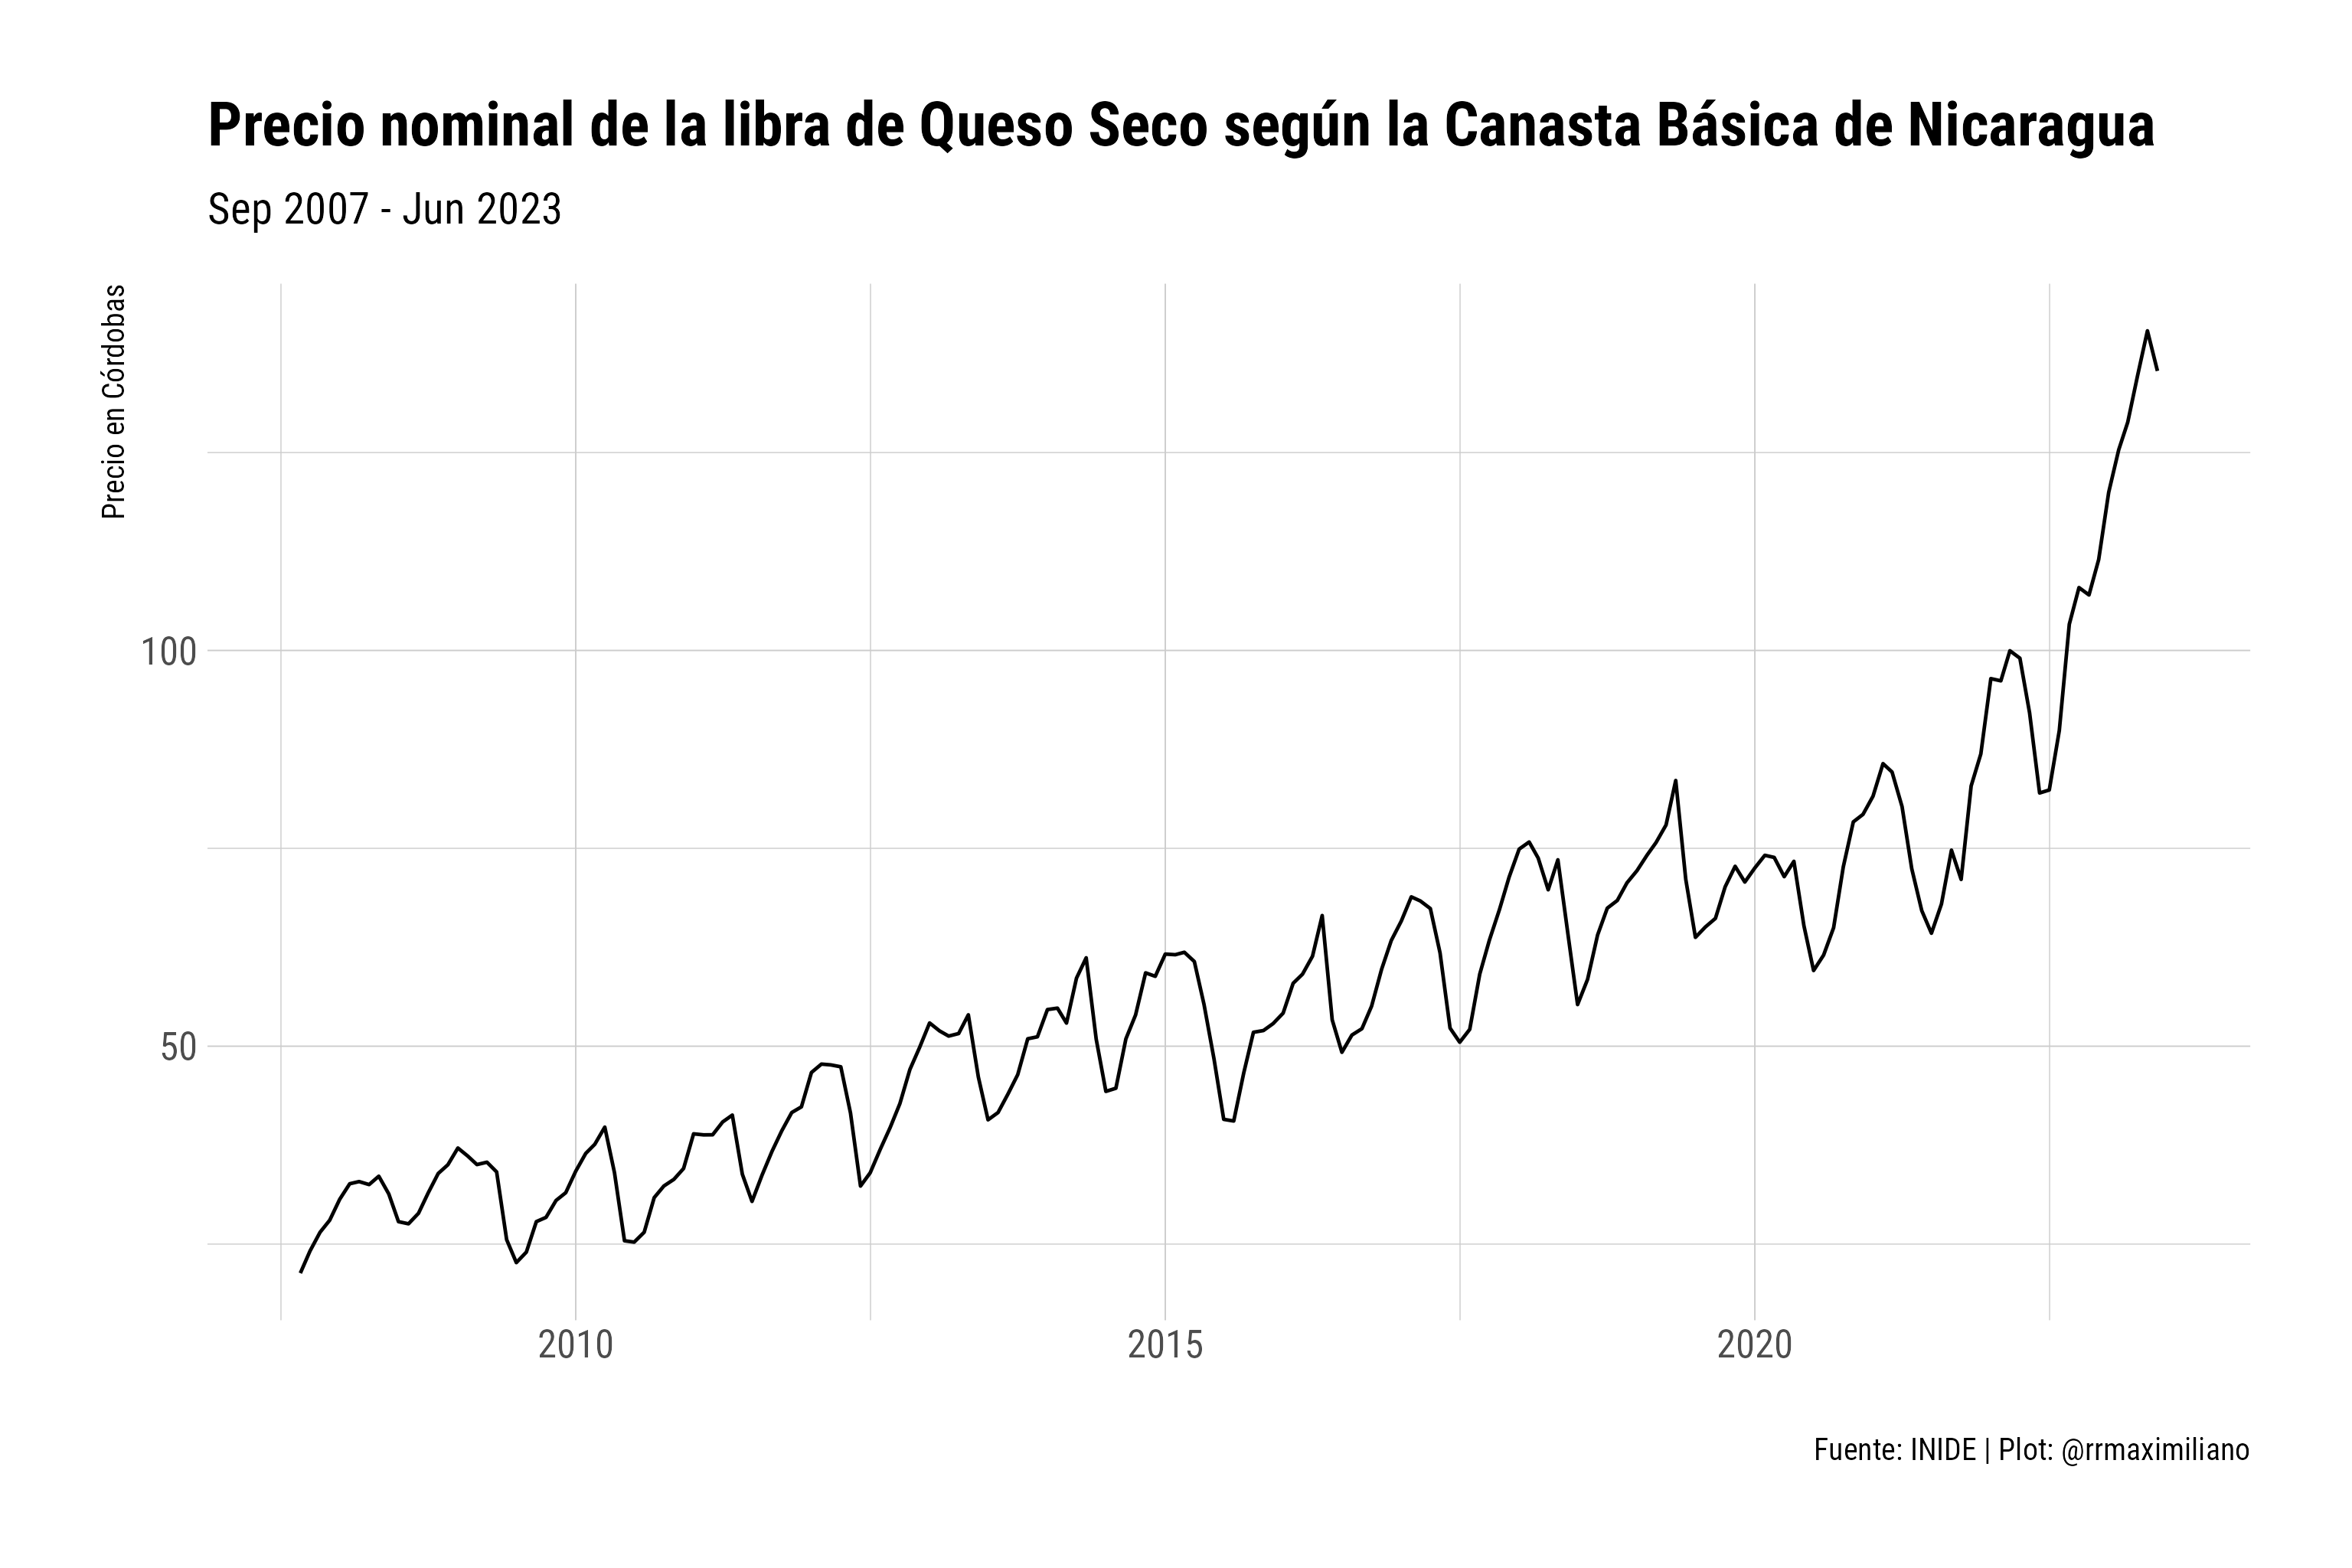 Precio nominal de la libra de Queso Seco según la Canasta Básica de Nicaragua
Sep 2007 - Jun 2023
Precio en Córdobas
100
50
2010
2015
2020
Fuente: INIDE | Plot: @rrmaximiliano